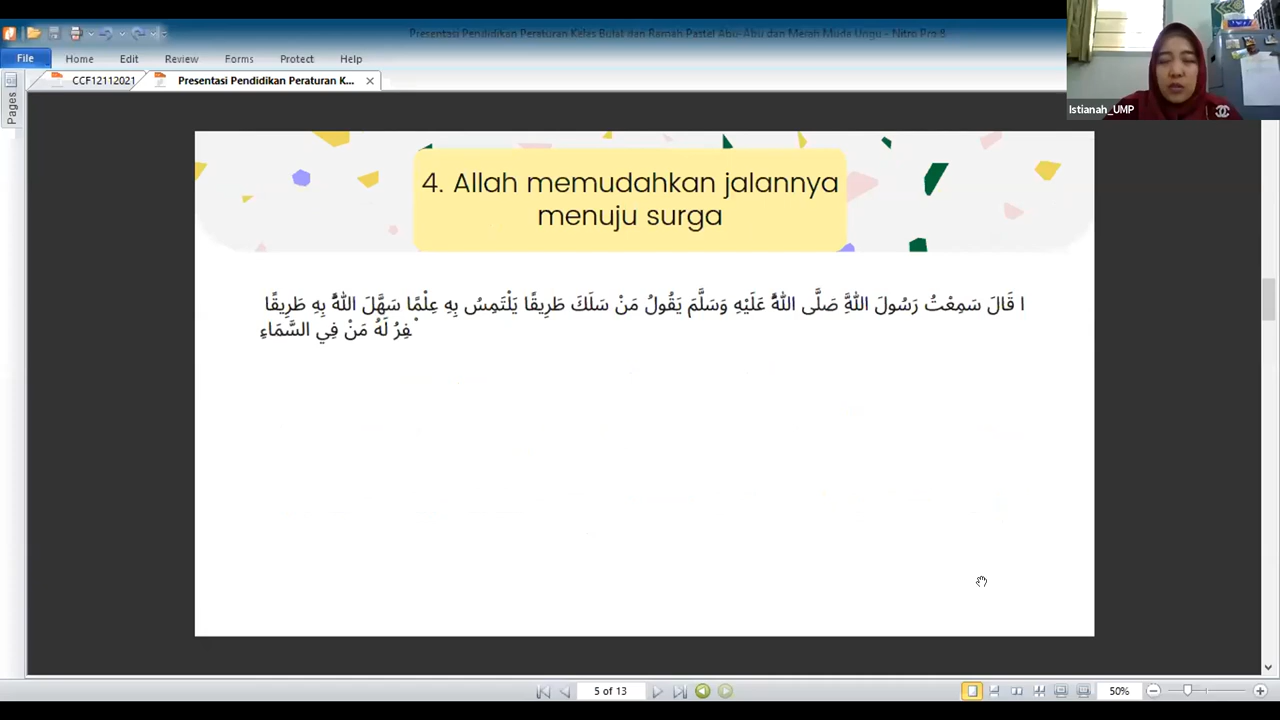 Presentasi Pendidikan Peraturan Kelas Bulat dan Ramah Pastel Abu-Abu dan Merah Muda Ungu - Nitro Pro 8
File Home Edit Review Forms Protect Help
CCF12112021 Presentasi Pendidikan Peraturan K...
Pages
Istianah_UMP
4. Allah memudahkan jalannya
menuju surga
ا قَالَ سَمِعْتُ رَسُولَ اللَّهِ صَلَّى اللَّهُ عَلَيْهِ وَسَلَّمَ يَقُولُ مَنْ سَلَكَ طَرِيقًا يَلْتَمِسُ بِهِ عِلْمًا سَهَّلَ اللَّهُ بِهِ طَرِيقًا
ْفِرُ لَهُ مَنْ فِي السَّمَاءِ
5 of 13
50%